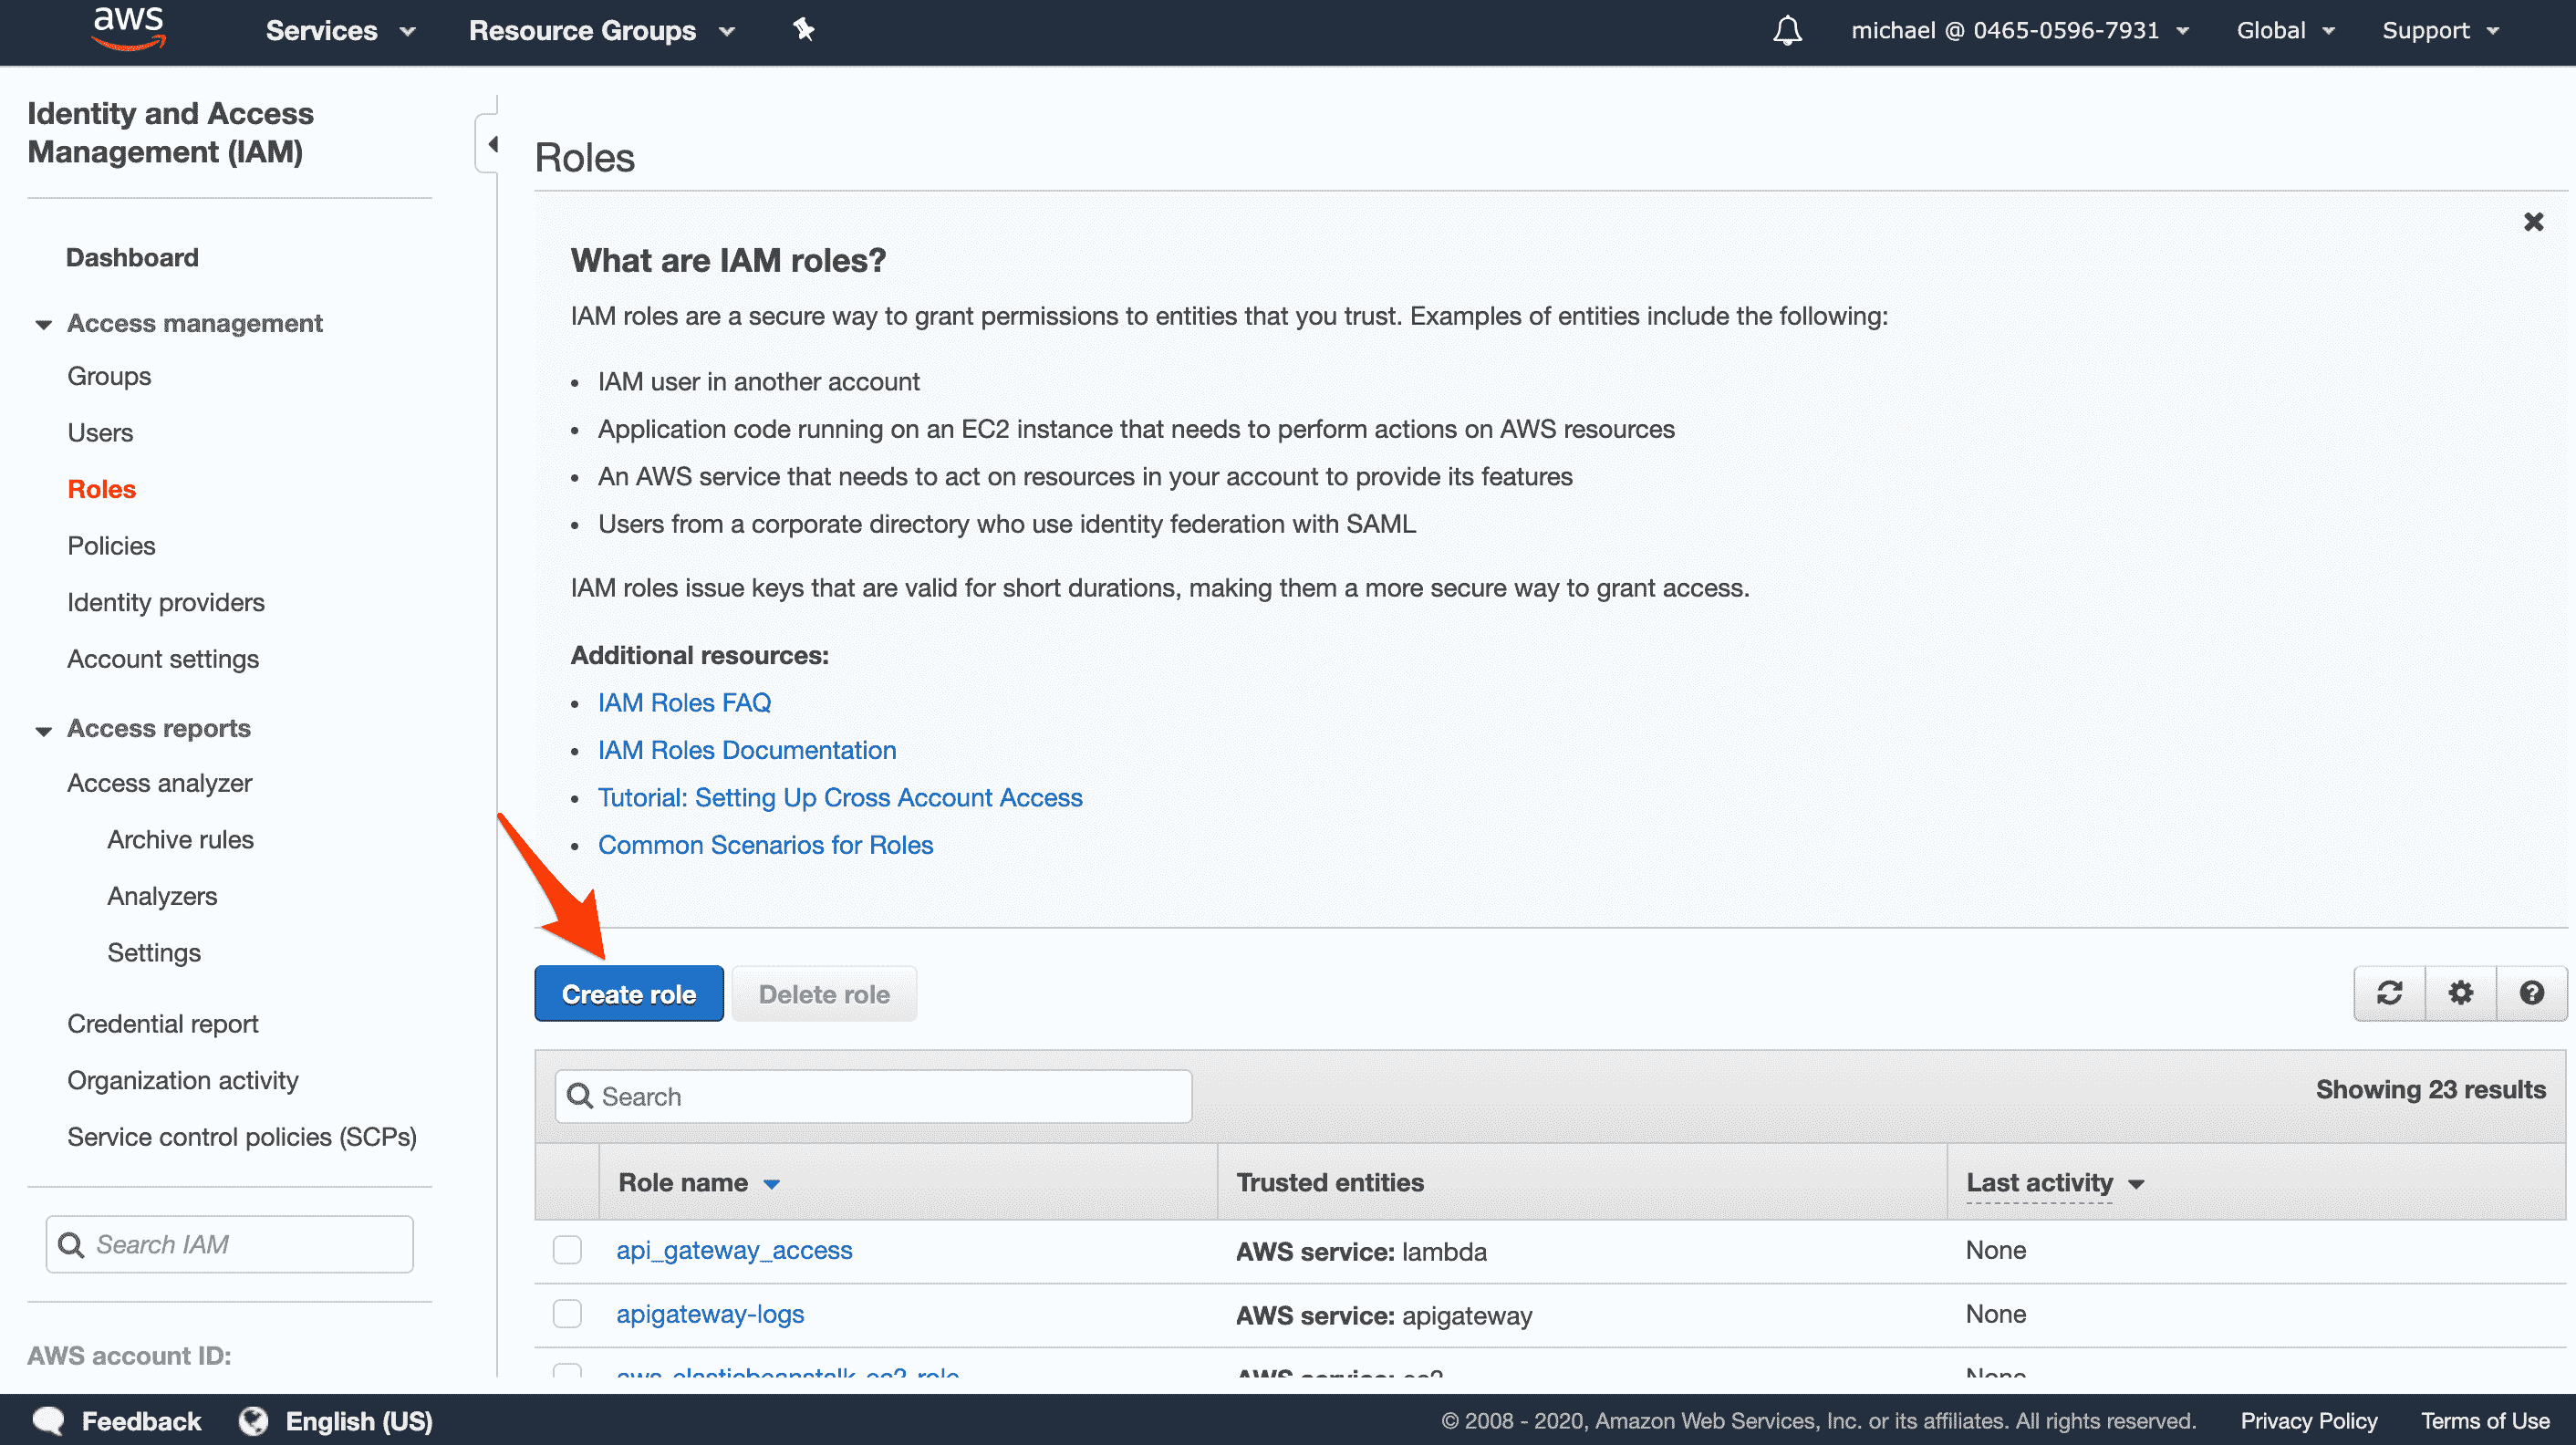 aws
Services
Resource Groups
michael @ 0465-0596-7931
Global
Support
Identity and Access
Management (IAM)
Dashboard
Access management
Groups
Users
Roles
Policies
Identity providers
Account settings
Access reports
Access analyzer
Archive rules
Analyzers
Settings
Credential report
Organization activity
Service control policies (SCPs)
Search IAM
AWS account ID:
Roles
What are IAM roles?
IAM roles are a secure way to grant permissions to entities that you trust. Examples of entities include the following:
• IAM user in another account
• Application code running on an EC2 instance that needs to perform actions on AWS resources
• An AWS service that needs to act on resources in your account to provide its features
• Users from a corporate directory who use identity federation with SAML
IAM roles issue keys that are valid for short durations, making them a more secure way to grant access.
Additional resources:
• IAM Roles FAQ
• IAM Roles Documentation
• Tutorial: Setting Up Cross Account Access
• Common Scenarios for Roles
Create role
Delete role
Search
Showing 23 results
Role name
Trusted entities
Last activity
api_gateway_access
AWS service: lambda
None
apigateway-logs
AWS service: apigateway
None
aws-elasticbeanstalk-ec2-role
AWS service: ec2
None
Feedback
English (US)
© 2008 - 2020, Amazon Web Services, Inc. or its affiliates. All rights reserved.
Privacy Policy
Terms of Use